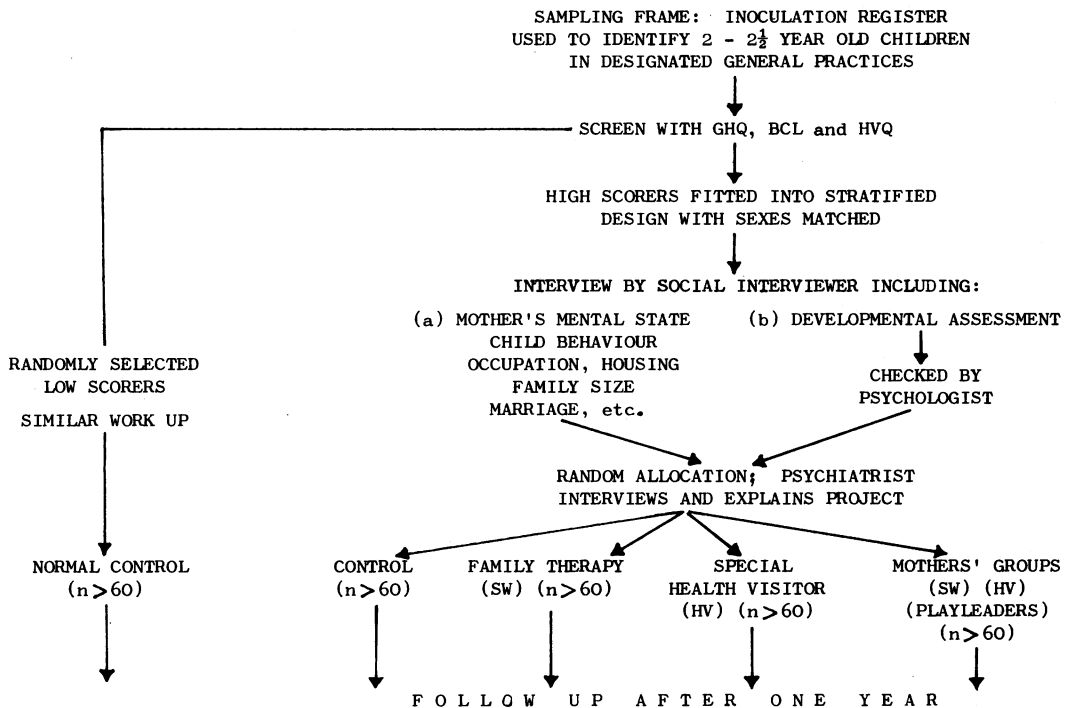 SAMPLING FRAME: INOCULATION REGISTER
USED TO IDENTIFY 2 - 2½ YEAR OLD CHILDREN
IN DESIGNATED GENERAL PRACTICES
SCREEN WITH GHQ, BCL and HVQ
HIGH SCORERS FITTED INTO STRATIFIED
DESIGN WITH SEXES MATCHED
INTERVIEW BY SOCIAL INTERVIEWER INCLUDING:
(a) MOTHER'S MENTAL STATE
CHILD BEHAVIOUR
OCCUPATION, HOUSING
FAMILY SIZE
MARRIAGE, etc.
(b) DEVELOPMENTAL ASSESSMENT
CHECKED BY
PSYCHOLOGIST
RANDOMLY SELECTED
LOW SCORERS
SIMILAR WORK UP
RANDOM ALLOCATION; PSYCHIATRIST
INTERVIEWS AND EXPLAINS PROJECT
NORMAL CONTROL
(n>60)
CONTROL
(n>60)
FAMILY THERAPY
(SW) (n>60)
SPECIAL
HEALTH VISITOR
(HV) (n>60)
MOTHERS' GROUPS
(SW) (HV)
(PLAYLEADERS)
(n>60)
FOLLOW UP AFTER ONE YEAR